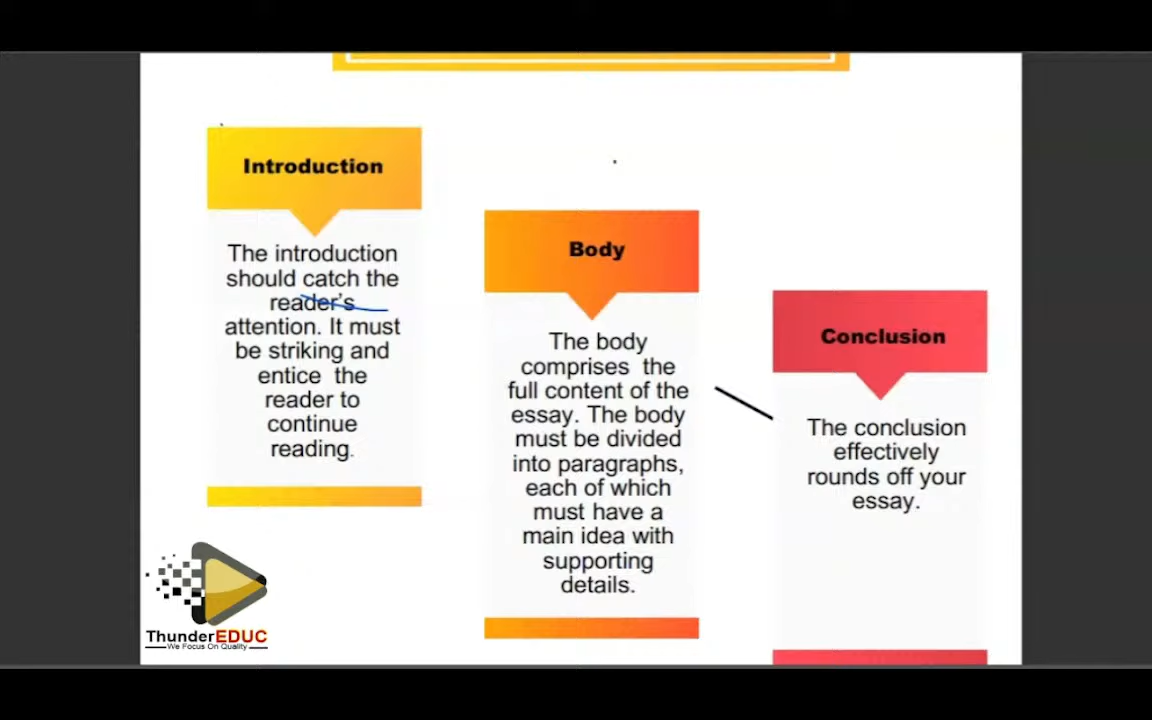 Introduction
The introduction
should catch the
reader's
attention. It must
be striking and
entice the
reader to
continue
reading.
Body
The body
comprises the
full content of the
essay. The body
must be divided
into paragraphs,
each of which
must have a
main idea with
supporting
details.
Conclusion
The conclusion
effectively
rounds off your
essay.
ThunderEDUC
We Focus On Quality